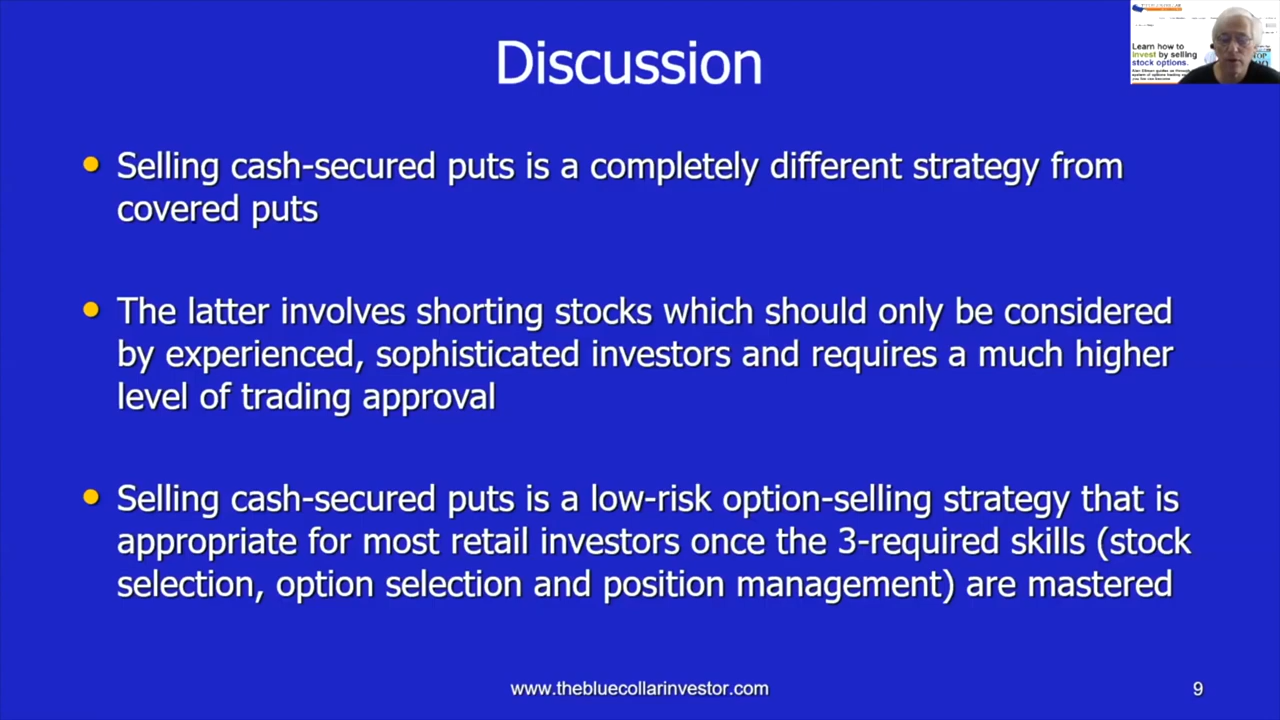 Discussion
Selling cash-secured puts is a completely different strategy from
covered puts
The latter involves shorting stocks which should only be considered
by experienced, sophisticated investors and requires a much higher
level of trading approval
Selling cash-secured puts is a low-risk option-selling strategy that is
appropriate for most retail investors once the 3-required skills (stock
selection, option selection and position management) are mastered
www.thebluecollarinvestor.com
9
Learn how to
invest by selling
stock options.